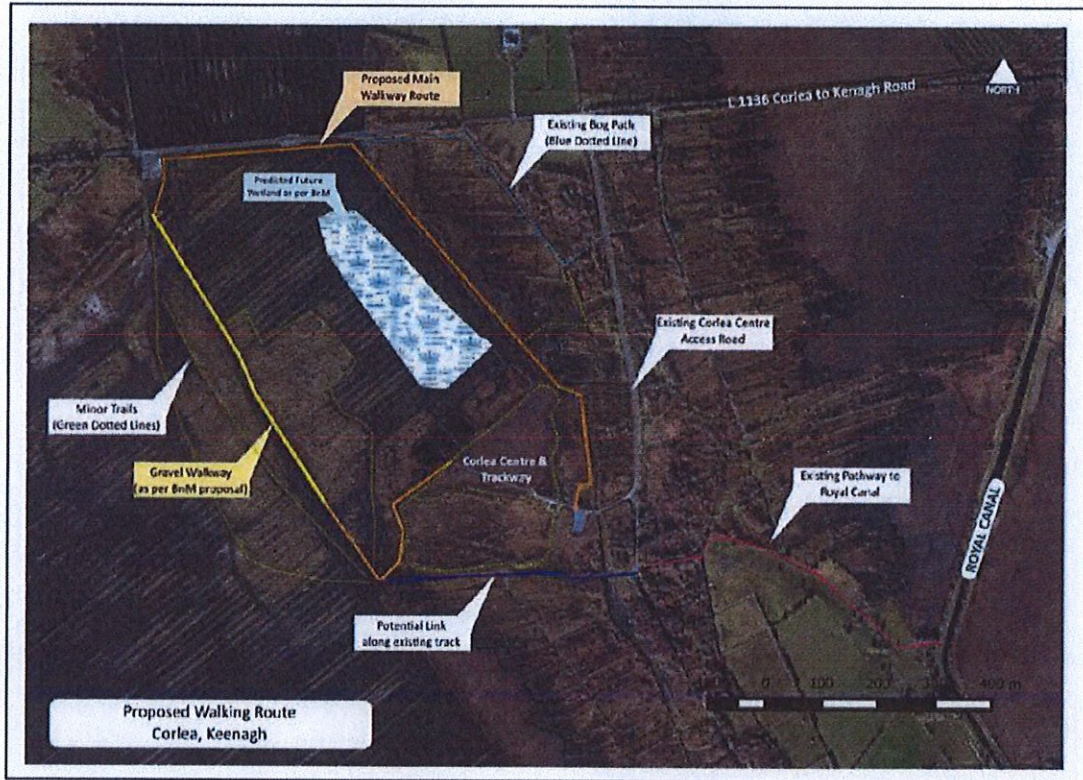 Proposed Main
Walkway Route
NORTH
L 1136 Corlea to Kenagh Road
Existing Bog Path
(Blue Dotted Line)
Predicted Future
Wetland as per BnM
Existing Corlea Centre
Access Road
Minor Trails
(Green Dotted Lines)
Gravel Walkway
(as per BnM proposal)
Corlea Centre &
Trackway
Existing Pathway to
Royal Canal
ROYAL CANAL
Potential Link
along existing track
0 100 200 400 m
Proposed Walking Route
Corlea, Keenagh